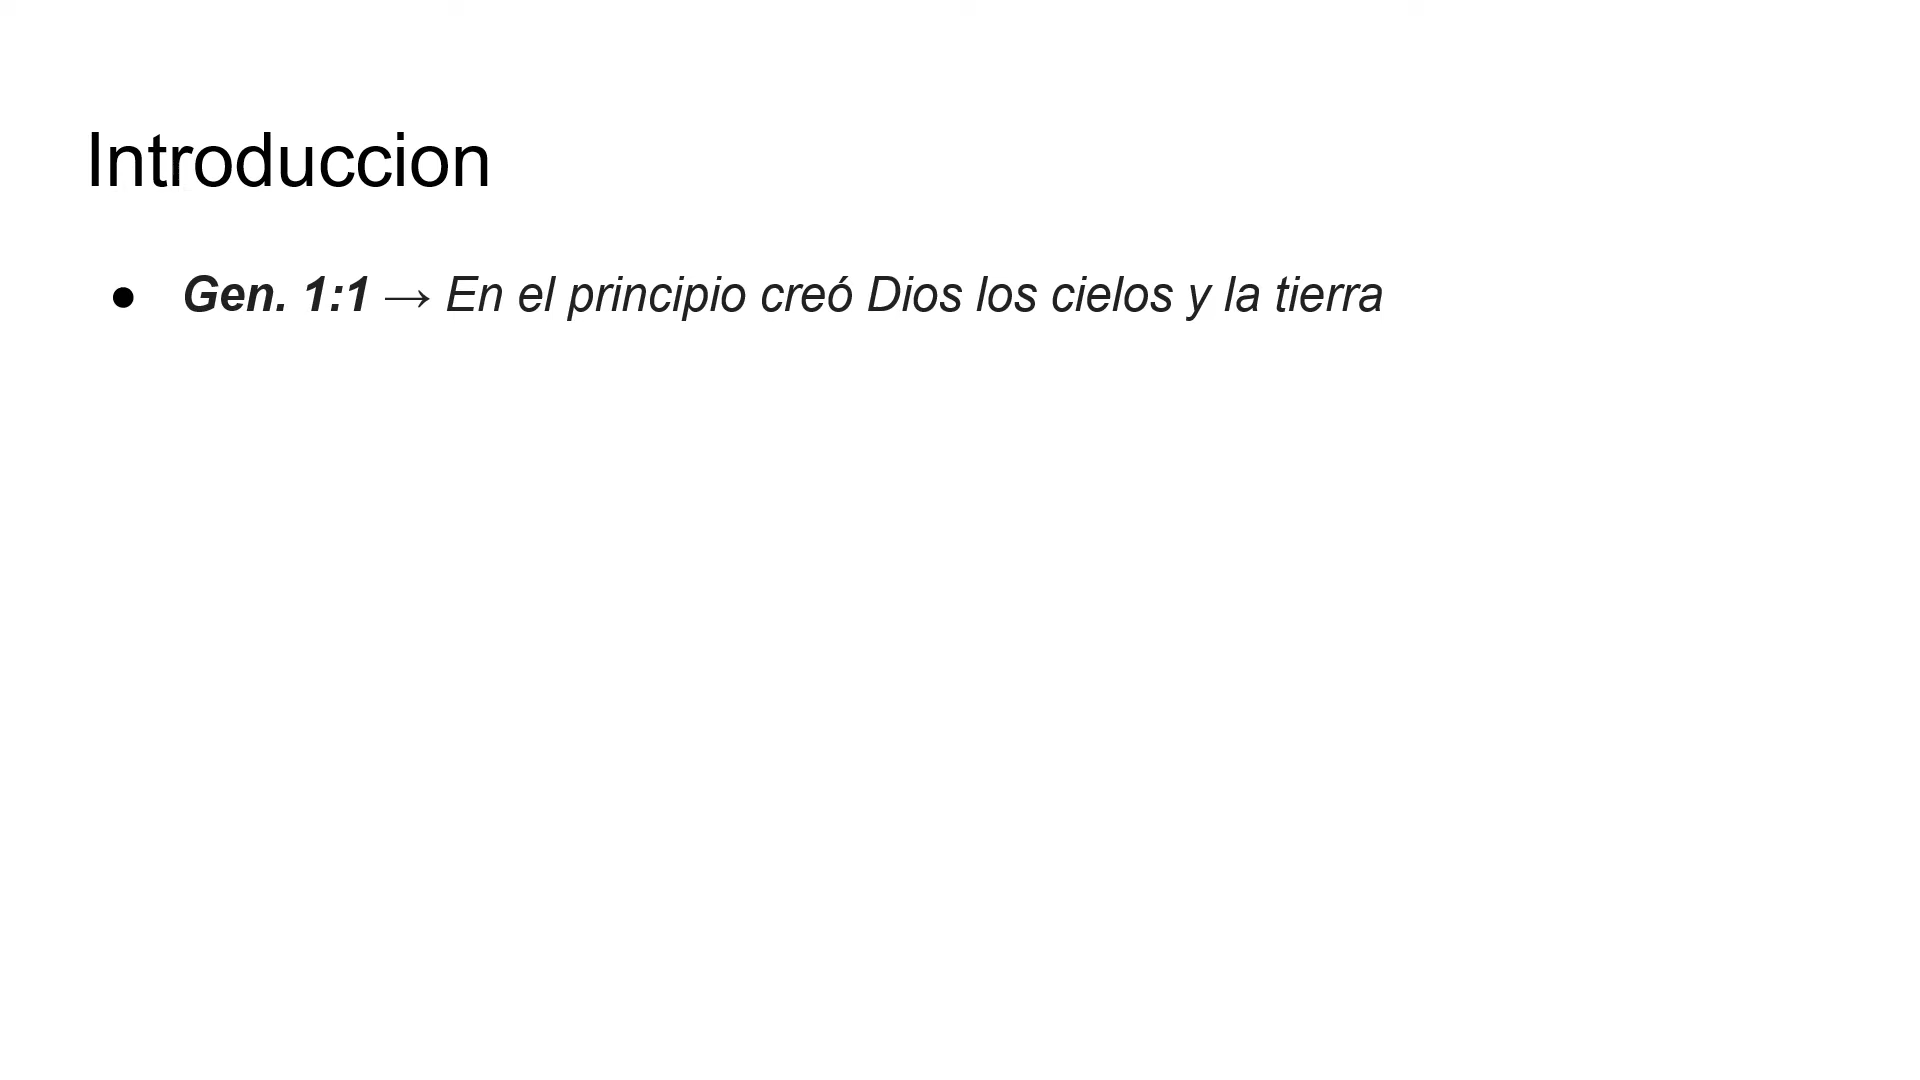 Introduccion
● Gen. 1:1 → En el principio creó Dios los cielos y la tierra